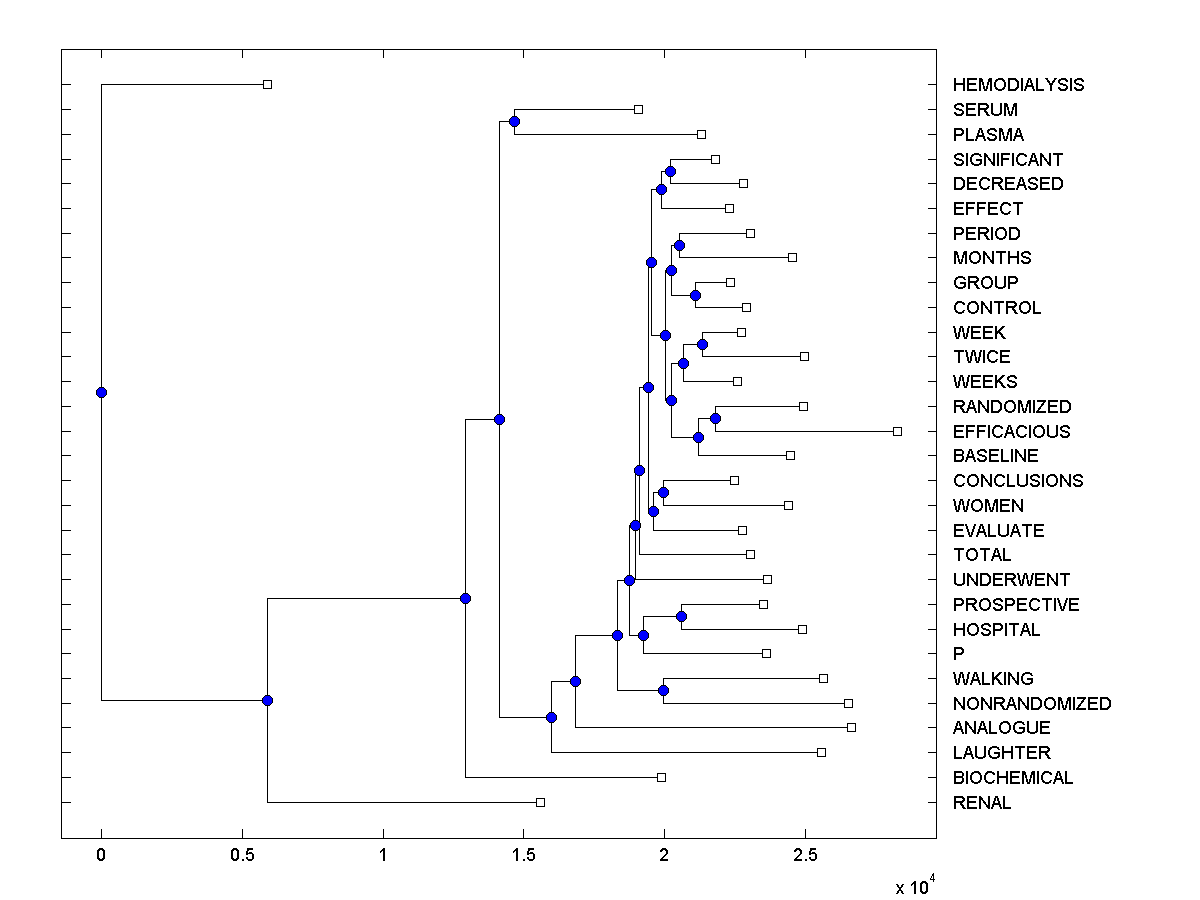 HEMODIALYSIS
SERUM
PLASMA
SIGNIFICANT
DECREASED
EFFECT
PERIOD
MONTHS
GROUP
CONTROL
WEEK
TWICE
WEEKS
RANDOMIZED
EFFICACIOUS
BASELINE
CONCLUSIONS
WOMEN
EVALUATE
TOTAL
UNDERWENT
PROSPECTIVE
HOSPITAL
P
WALKING
NONRANDOMIZED
ANALOGUE
LAUGHTER
BIOCHEMICAL
RENAL
0 0.5 1 1.5 2 2.5
x 10^4